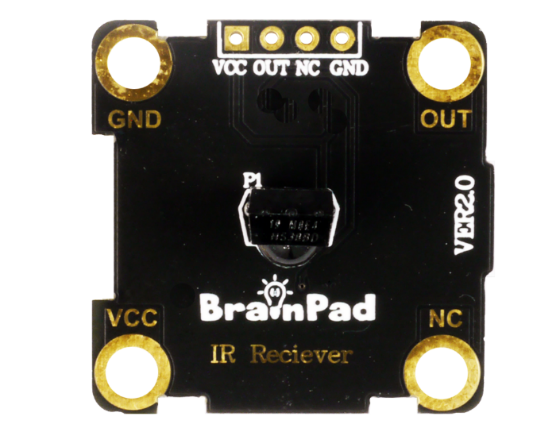 VCC OUT NC GND
GND
OUT
P1
VER2.0
BrainPad
VCC
NC
IR Reciever